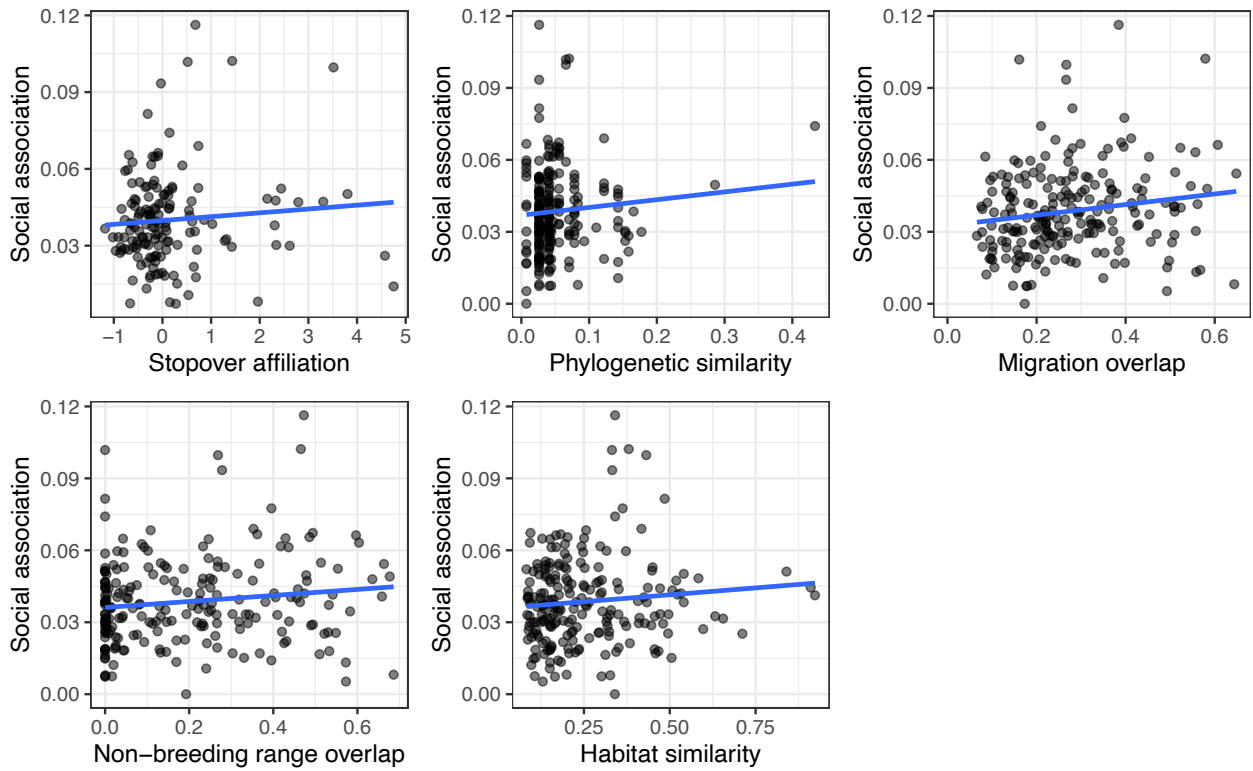 0.12
0.09
0.06
0.03
Social association
−1 0 1 2 3 4 5
Stopover affiliation
0.12
0.09
0.06
0.03
0.00
Social association
0.0 0.1 0.2 0.3 0.4
Phylogenetic similarity
0.12
0.09
0.06
0.03
0.00
Social association
0.0 0.2 0.4 0.6
Migration overlap
0.12
0.09
0.06
0.03
0.00
Social association
0.0 0.2 0.4 0.6
Non−breeding range overlap
0.12
0.09
0.06
0.03
0.00
Social association
0.25 0.50 0.75
Habitat similarity